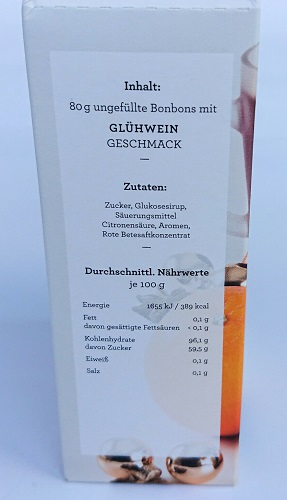 Inhalt:
80 g ungefüllte Bonbons mit
GLÜHWEIN
GESCHMACK
—
Zutaten:
Zucker, Glukosesirup,
Säuerungsmittel
Citronensäure, Aromen,
Rote Betesaftkonzentrat
—
Durchschnittl. Nährwerte
je 100 g
Energie 1655 kJ / 389 kcal
Fett 0,1 g
davon gesättigte Fettsäuren < 0,1 g
Kohlenhydrate 96,1 g
davon Zucker 59,5 g
Eiweiß 0,1 g
Salz 0,1 g